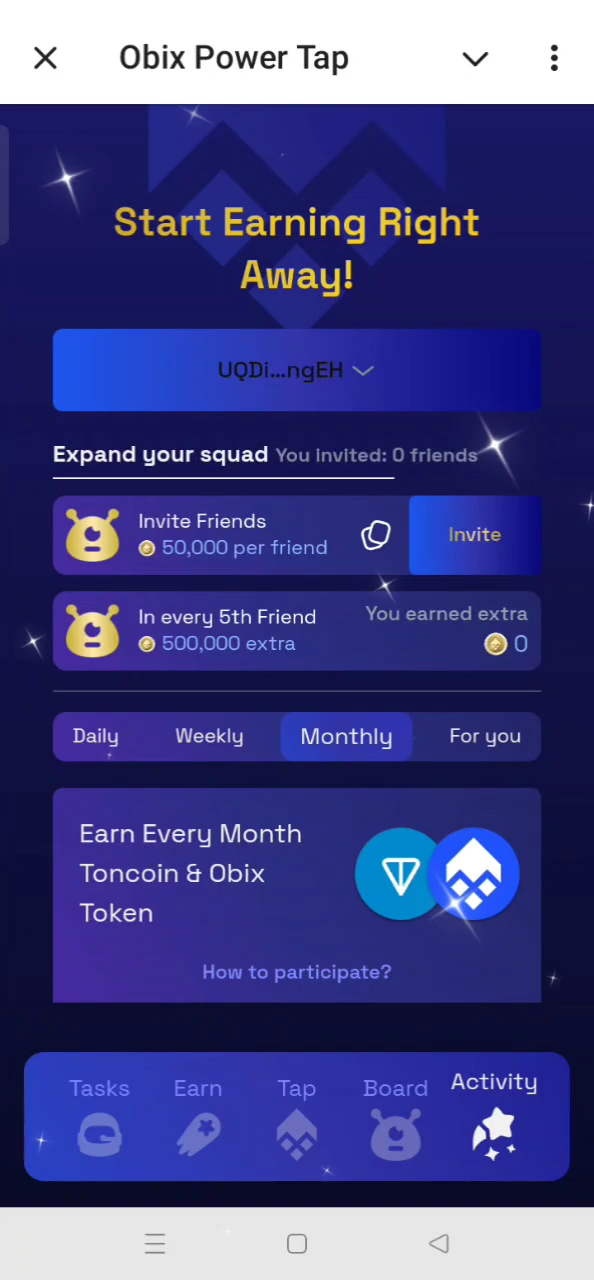 Obix Power Tap
Start Earning Right
Away!
UQDi...ngEH
Expand your squad You invited: 0 friends
Invite Friends
50,000 per friend
Invite
In every 5th Friend
500,000 extra
You earned extra
0
Daily Weekly Monthly For you
Earn Every Month
Toncoin & Obix
Token
How to participate?
Tasks Earn Tap Board Activity